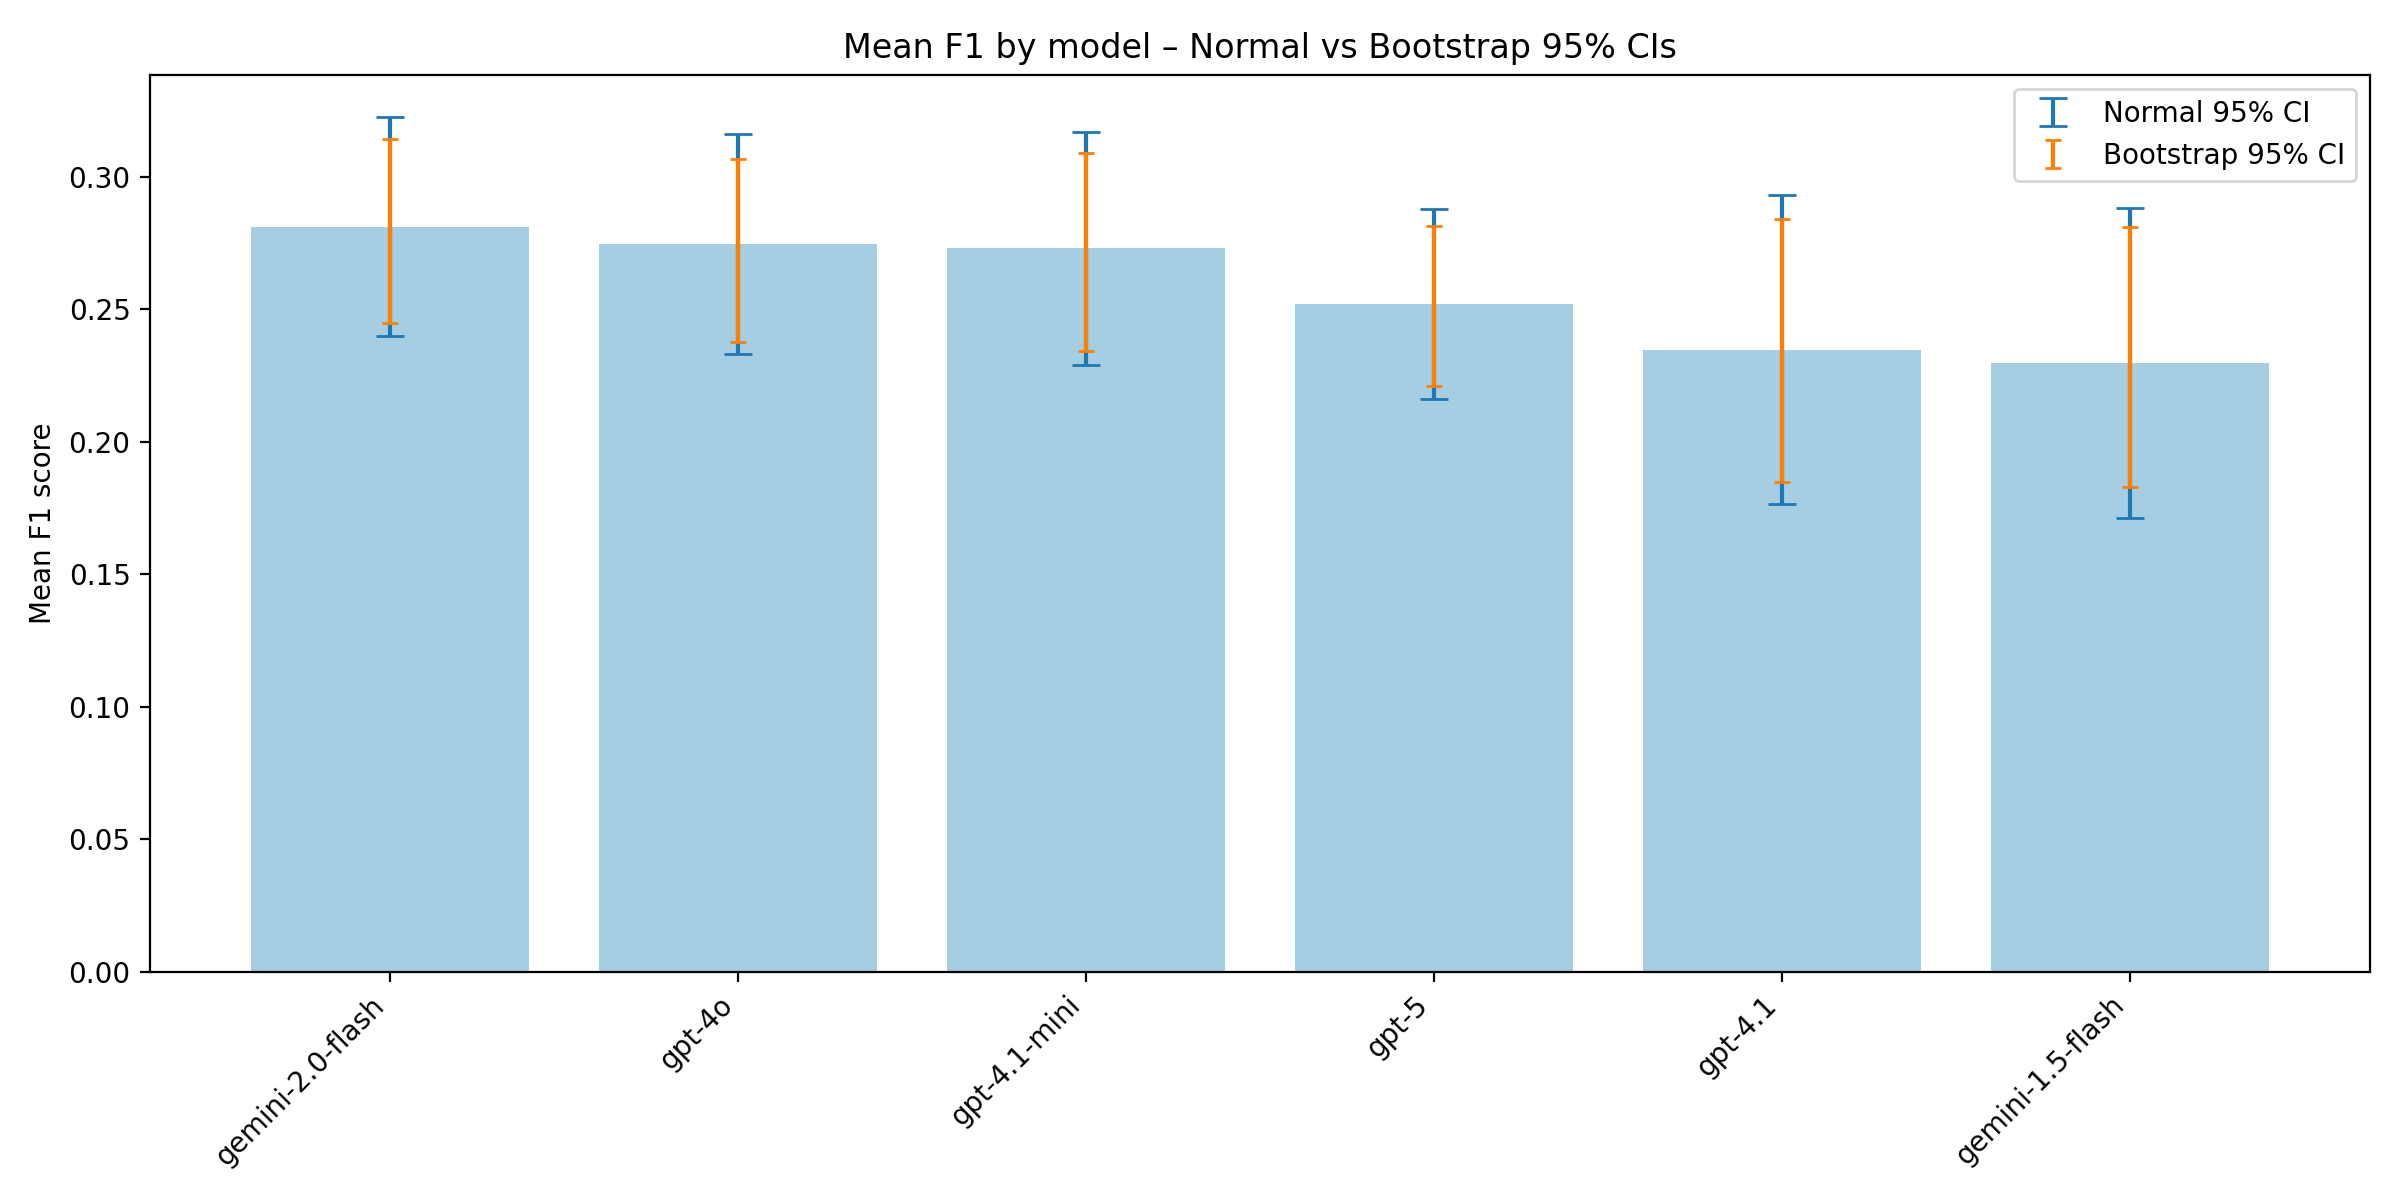 Mean F1 by model – Normal vs Bootstrap 95% CIs
Normal 95% CI
Bootstrap 95% CI
Mean F1 score
0.30
0.25
0.20
0.15
0.10
0.05
0.00
gemini-2.0-flash
gpt-4o
gpt-4.1-mini
gpt-5
gpt-4.1
gemini-1.5-flash